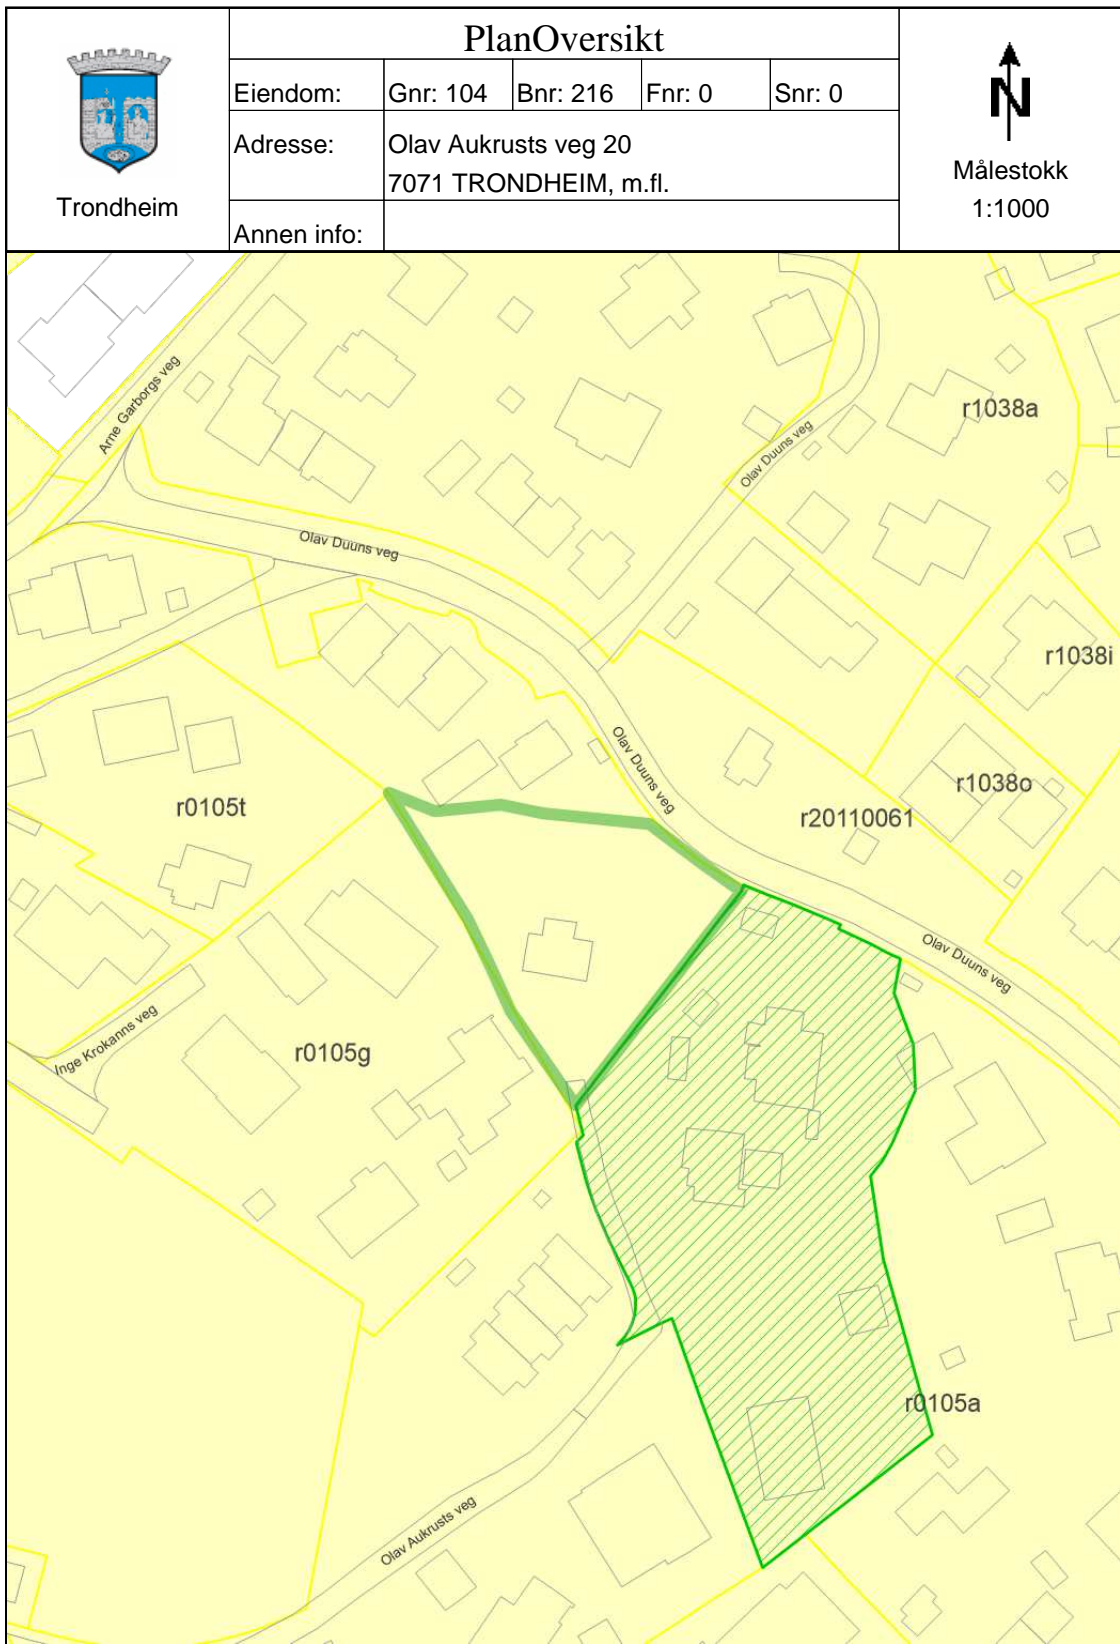 PlanOversikt
Eiendom: Gnr: 104 Bnr: 216 Fnr: 0 Snr: 0
Adresse: Olav Aukrusts veg 20
7071 TRONDHEIM, m.fl.
Annen info:
Trondheim
N
Målestokk
1:1000
Arne Garborgs veg
r1038a
Olav Duuns veg
Olav Duuns veg
r1038i
Olav Duuns veg
r1038o
r0105t
r20110061
Olav Duuns veg
Inge Krokanns veg
r0105g
r0105a
Olav Aukrusts veg